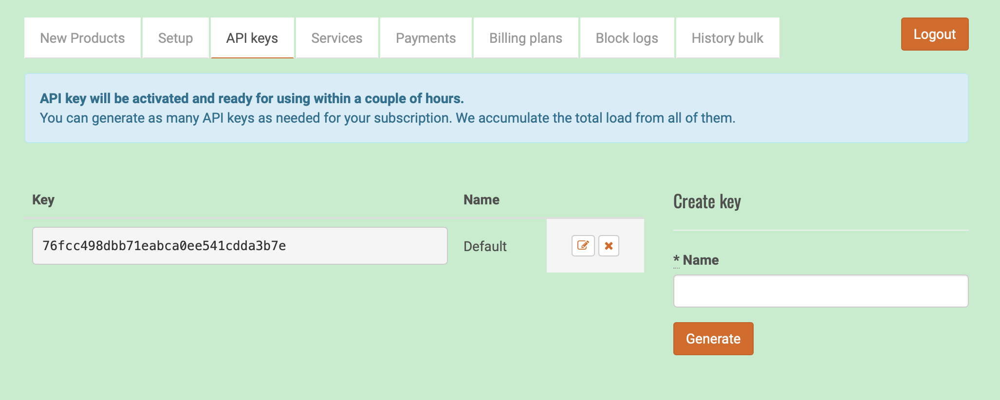 New Products Setup API keys Services Payments Billing plans Block logs History bulk Logout
API key will be activated and ready for using within a couple of hours.
You can generate as many API keys as needed for your subscription. We accumulate the total load from all of them.
Key Name
76fcc498dbb71eabca0ee541cdda3b7e Default
Create key
* Name
Generate